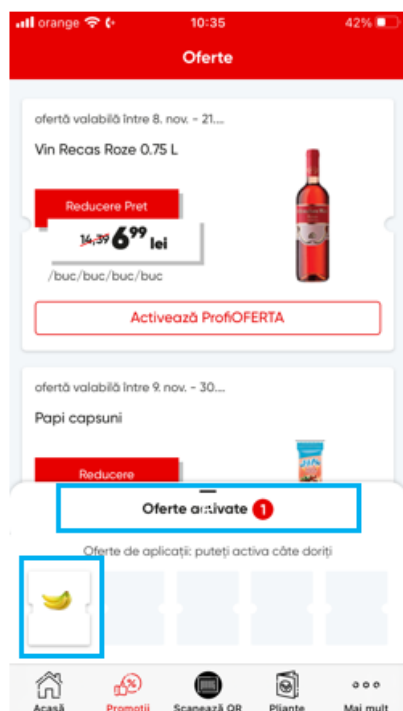 orange 10:35 42%
Oferte
ofertă valabilă între 8. nov. - 21....
Vin Recas Roze 0.75 L
Reducere Pret
14,39 6,99 lei
/buc/buc/buc/buc
Activează ProfiOFERTA
ofertă valabilă între 9. nov. - 30....
Papi capsuni
Reducere
Oferte activate 1
Oferte de aplicații: puteți activa câte doriți
Acasă Promoții Scanează QR Pliante Mai mult